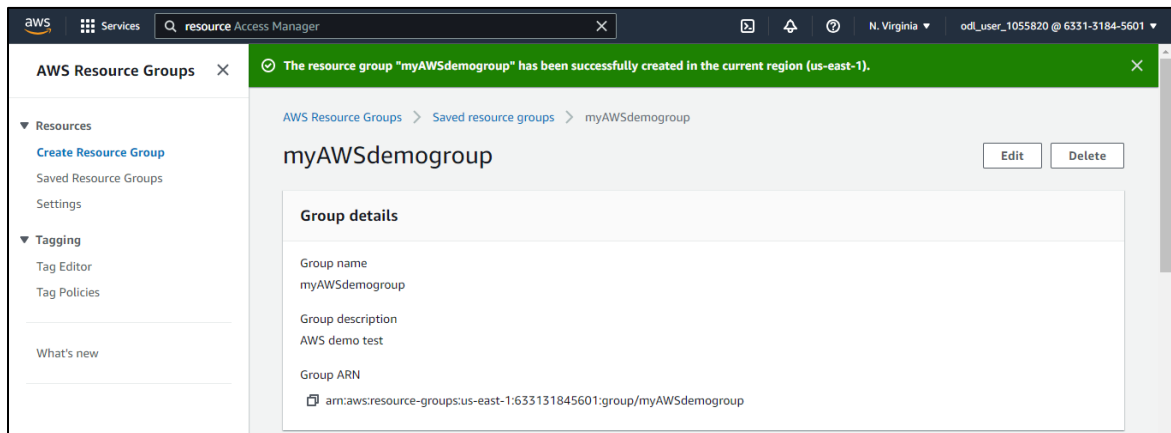 aws Services resource Access Manager N. Virginia ▼ odl_user_1055820 @ 6331-3184-5601 ▼
AWS Resource Groups
The resource group "myAWSdemogroup" has been successfully created in the current region (us-east-1).
Resources
Create Resource Group
Saved Resource Groups
Settings
Tagging
Tag Editor
Tag Policies
What's new
AWS Resource Groups > Saved resource groups > myAWSdemogroup
myAWSdemogroup
Edit Delete
Group details
Group name
myAWSdemogroup
Group description
AWS demo test
Group ARN
arn:aws:resource-groups:us-east-1:633131845601:group/myAWSdemogroup